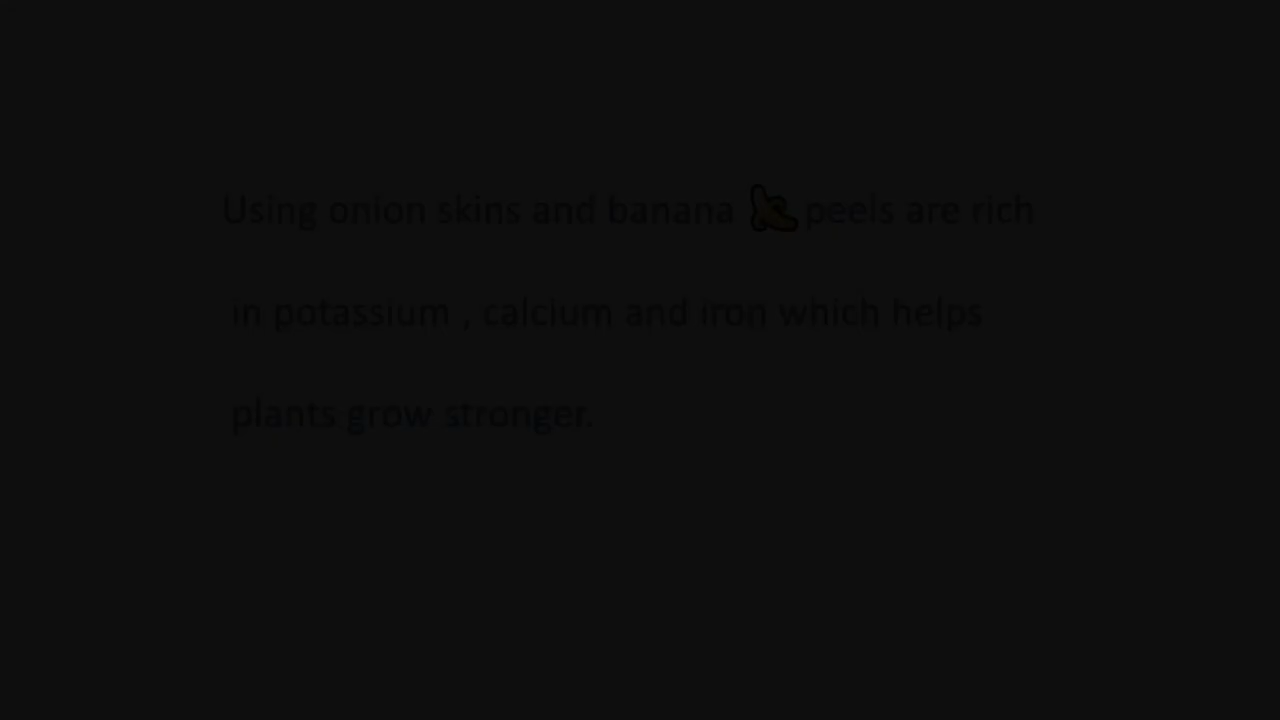 Using onion skins and banana 🍌 peels are rich
in potassium , calcium and iron which helps
plants grow stronger.